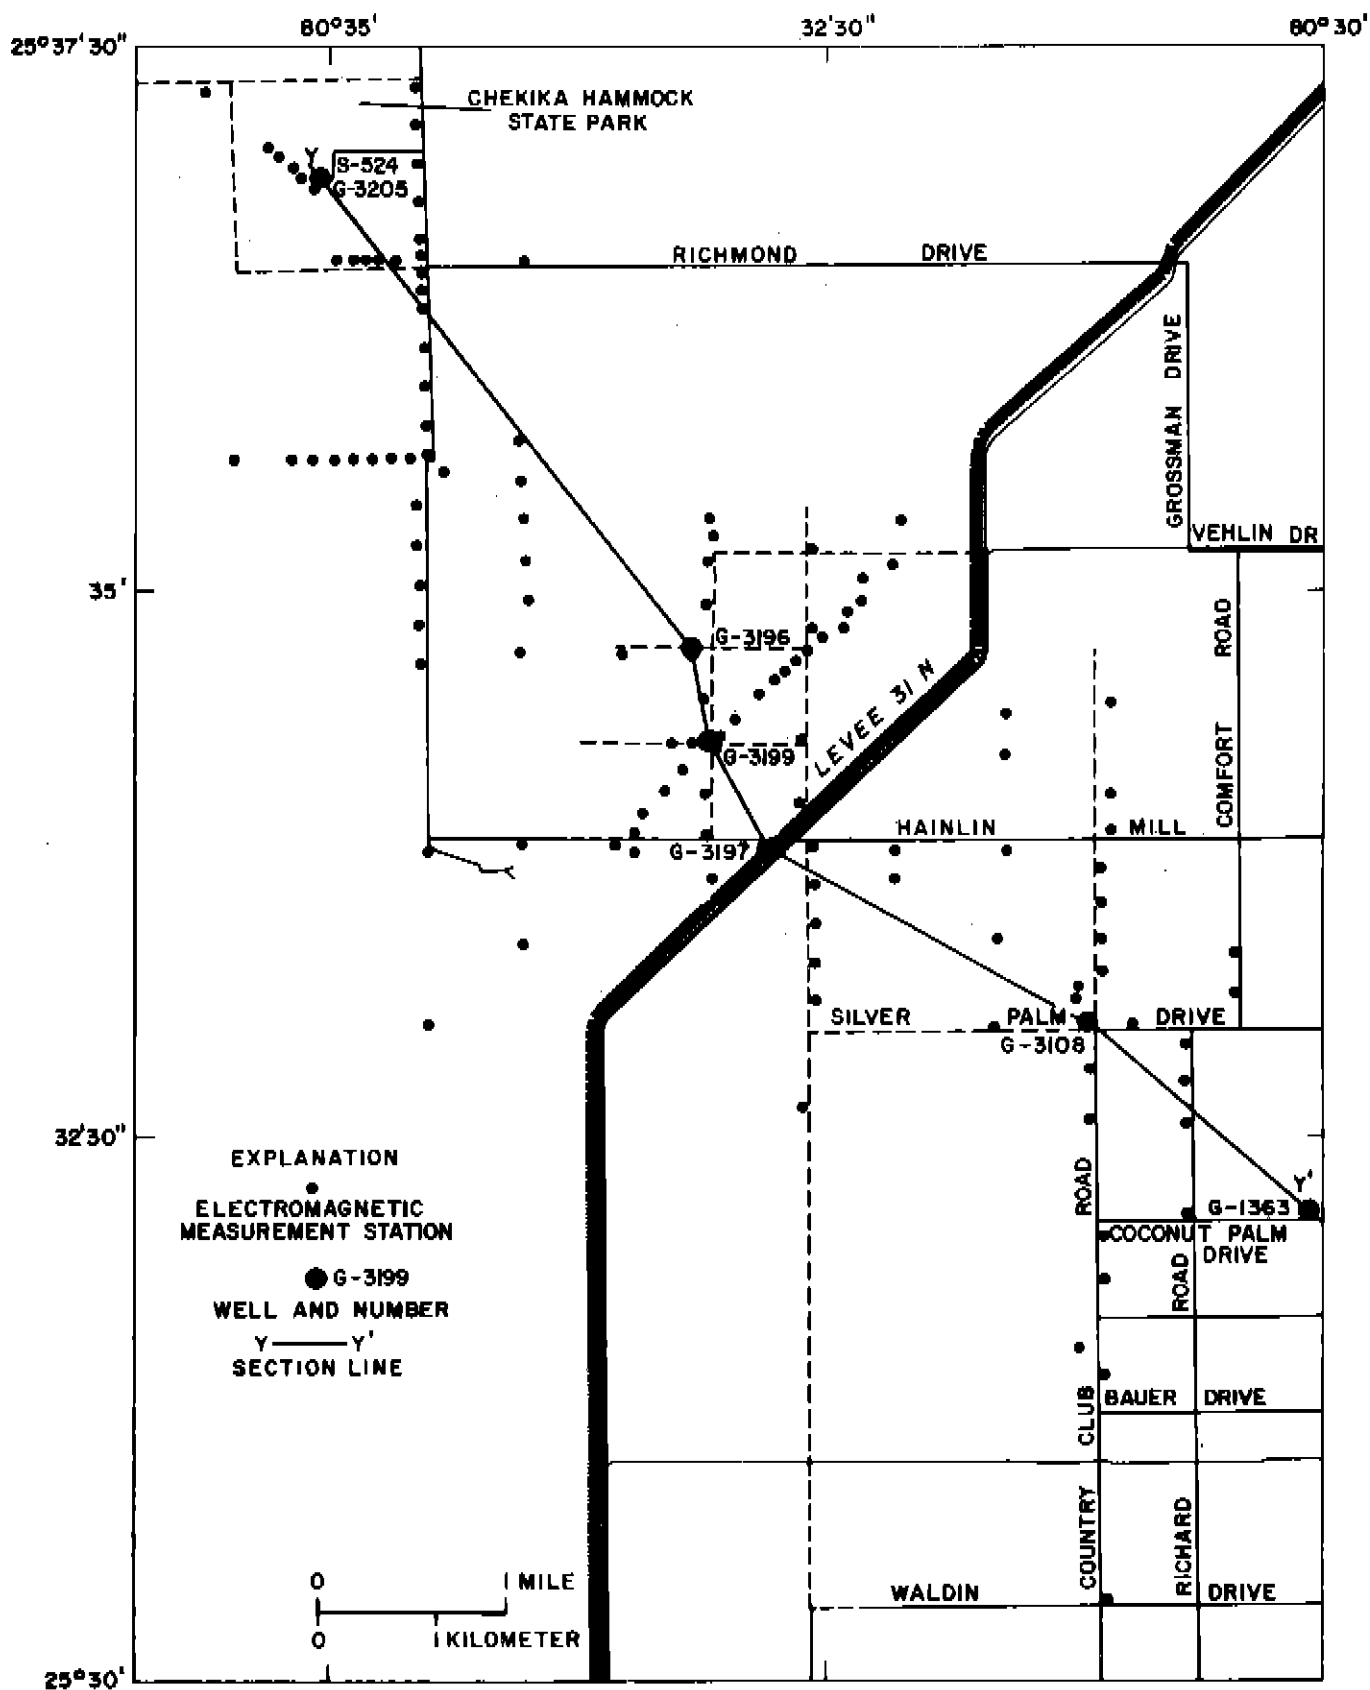 80°35' 32'30" 80°30'
25°37'30"
CHEKIKA HAMMOCK
STATE PARK
Y
S-524
G-3205
RICHMOND DRIVE
GROSSMAN DRIVE
VEHLIN DR
35'
COMFORT ROAD
G-3196
LEVEE 31 N
G-3199
HAINLIN MILL
G-3197
SILVER PALM DRIVE
G-3108
32'30"
EXPLANATION
ELECTROMAGNETIC
MEASUREMENT STATION
G-3199
WELL AND NUMBER
Y Y'
SECTION LINE
Y'
G-1363
COCONUT PALM
DRIVE
COUNTRY CLUB ROAD
RICHARD ROAD
BAUER DRIVE
WALDIN DRIVE
0 1 MILE
0 1 KILOMETER
25°30'